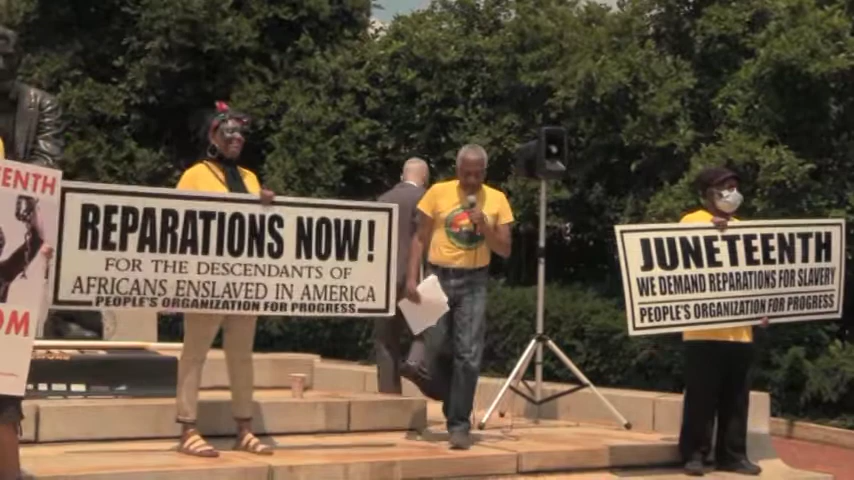 ENTH
OM
REPARATIONS NOW!
FOR THE DESCENDANTS OF
AFRICANS ENSLAVED IN AMERICA
PEOPLE'S ORGANIZATION FOR PROGRESS
JUNETEENTH
WE DEMAND REPARATIONS FOR SLAVERY
PEOPLE'S ORGANIZATION FOR PROGRESS